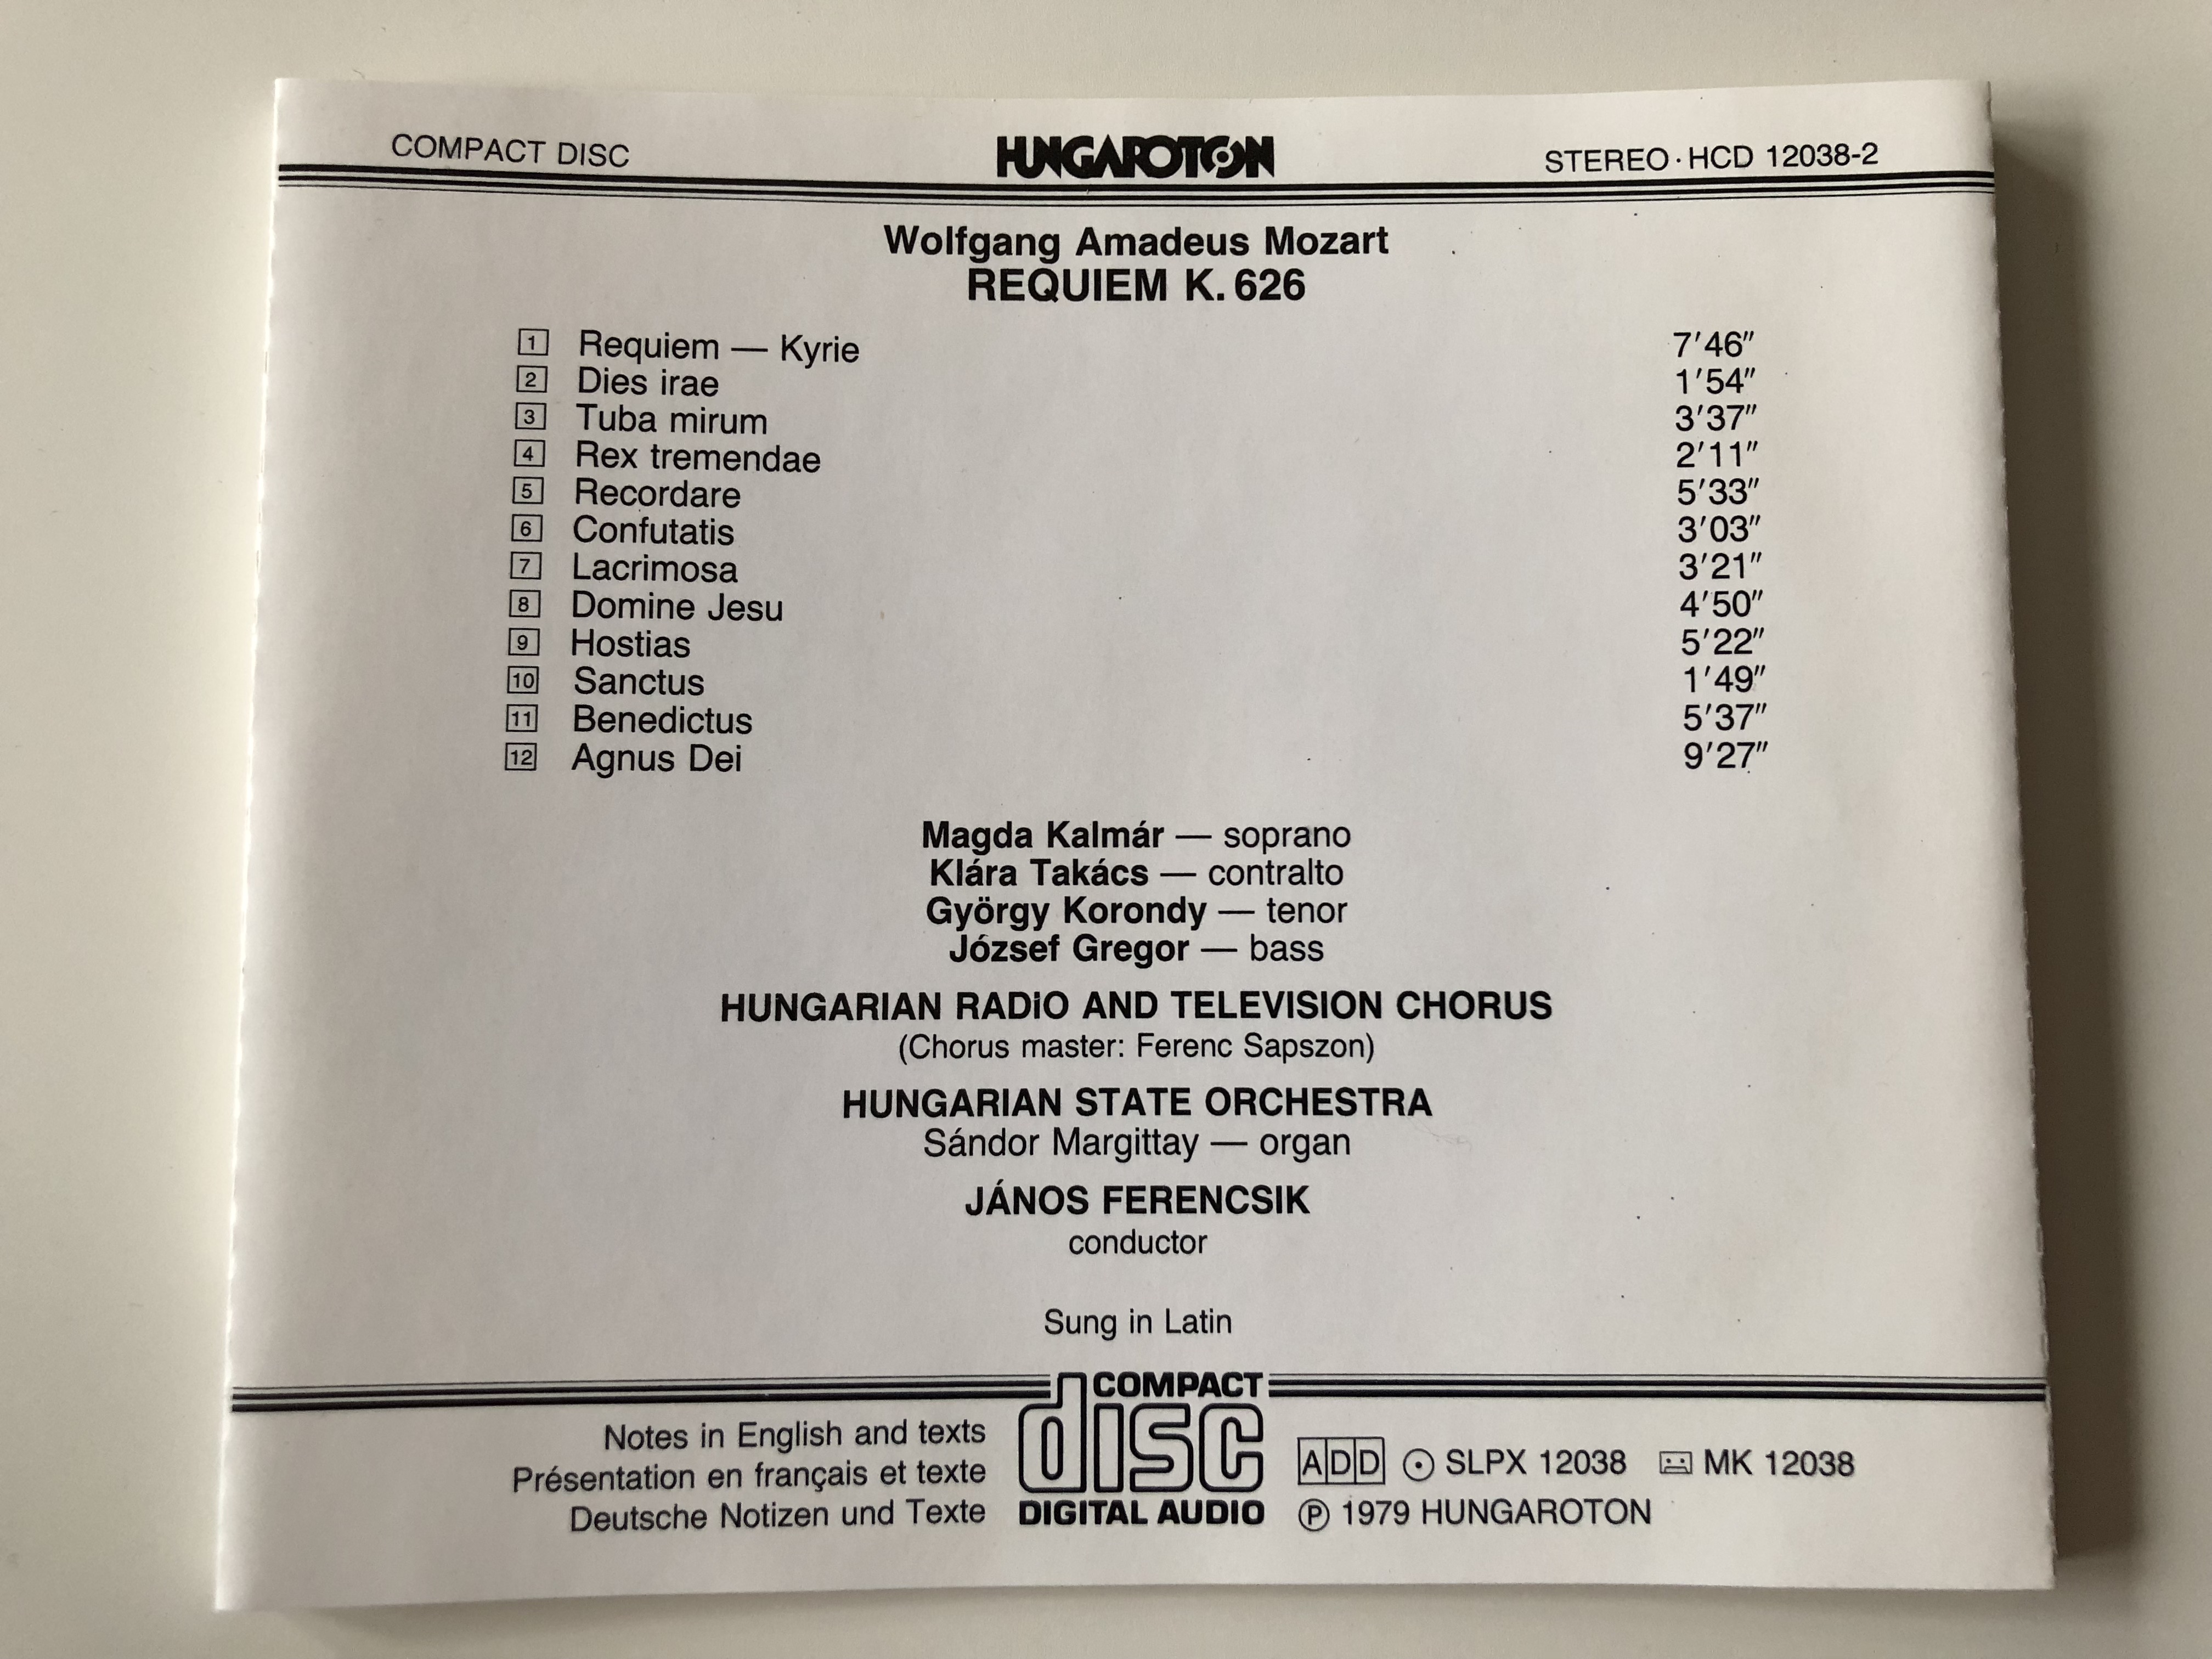 COMPACT DISC
HUNGAROTON
STEREO · HCD 12038-2
Wolfgang Amadeus Mozart
REQUIEM K. 626
1 Requiem — Kyrie 7′46″
2 Dies irae 1′54″
3 Tuba mirum 3′37″
4 Rex tremendae 2′11″
5 Recordare 5′33″
6 Confutatis 3′03″
7 Lacrimosa 3′21″
8 Domine Jesu 4′50″
9 Hostias 5′22″
10 Sanctus 1′49″
11 Benedictus 5′37″
12 Agnus Dei 9′27″
Magda Kalmár — soprano
Klára Takács — contralto
György Korondy — tenor
József Gregor — bass
HUNGARIAN RADiO AND TELEVISION CHORUS
(Chorus master: Ferenc Sapszon)
HUNGARIAN STATE ORCHESTRA
Sándor Margittay — organ
JÁNOS FERENCSIK
conductor
Sung in Latin
Notes in English and texts
Présentation en français et texte
Deutsche Notizen und Texte
COMPACT
disc
DIGITAL AUDIO
ADD SLPX 12038 MK 12038
Ⓟ 1979 HUNGAROTON